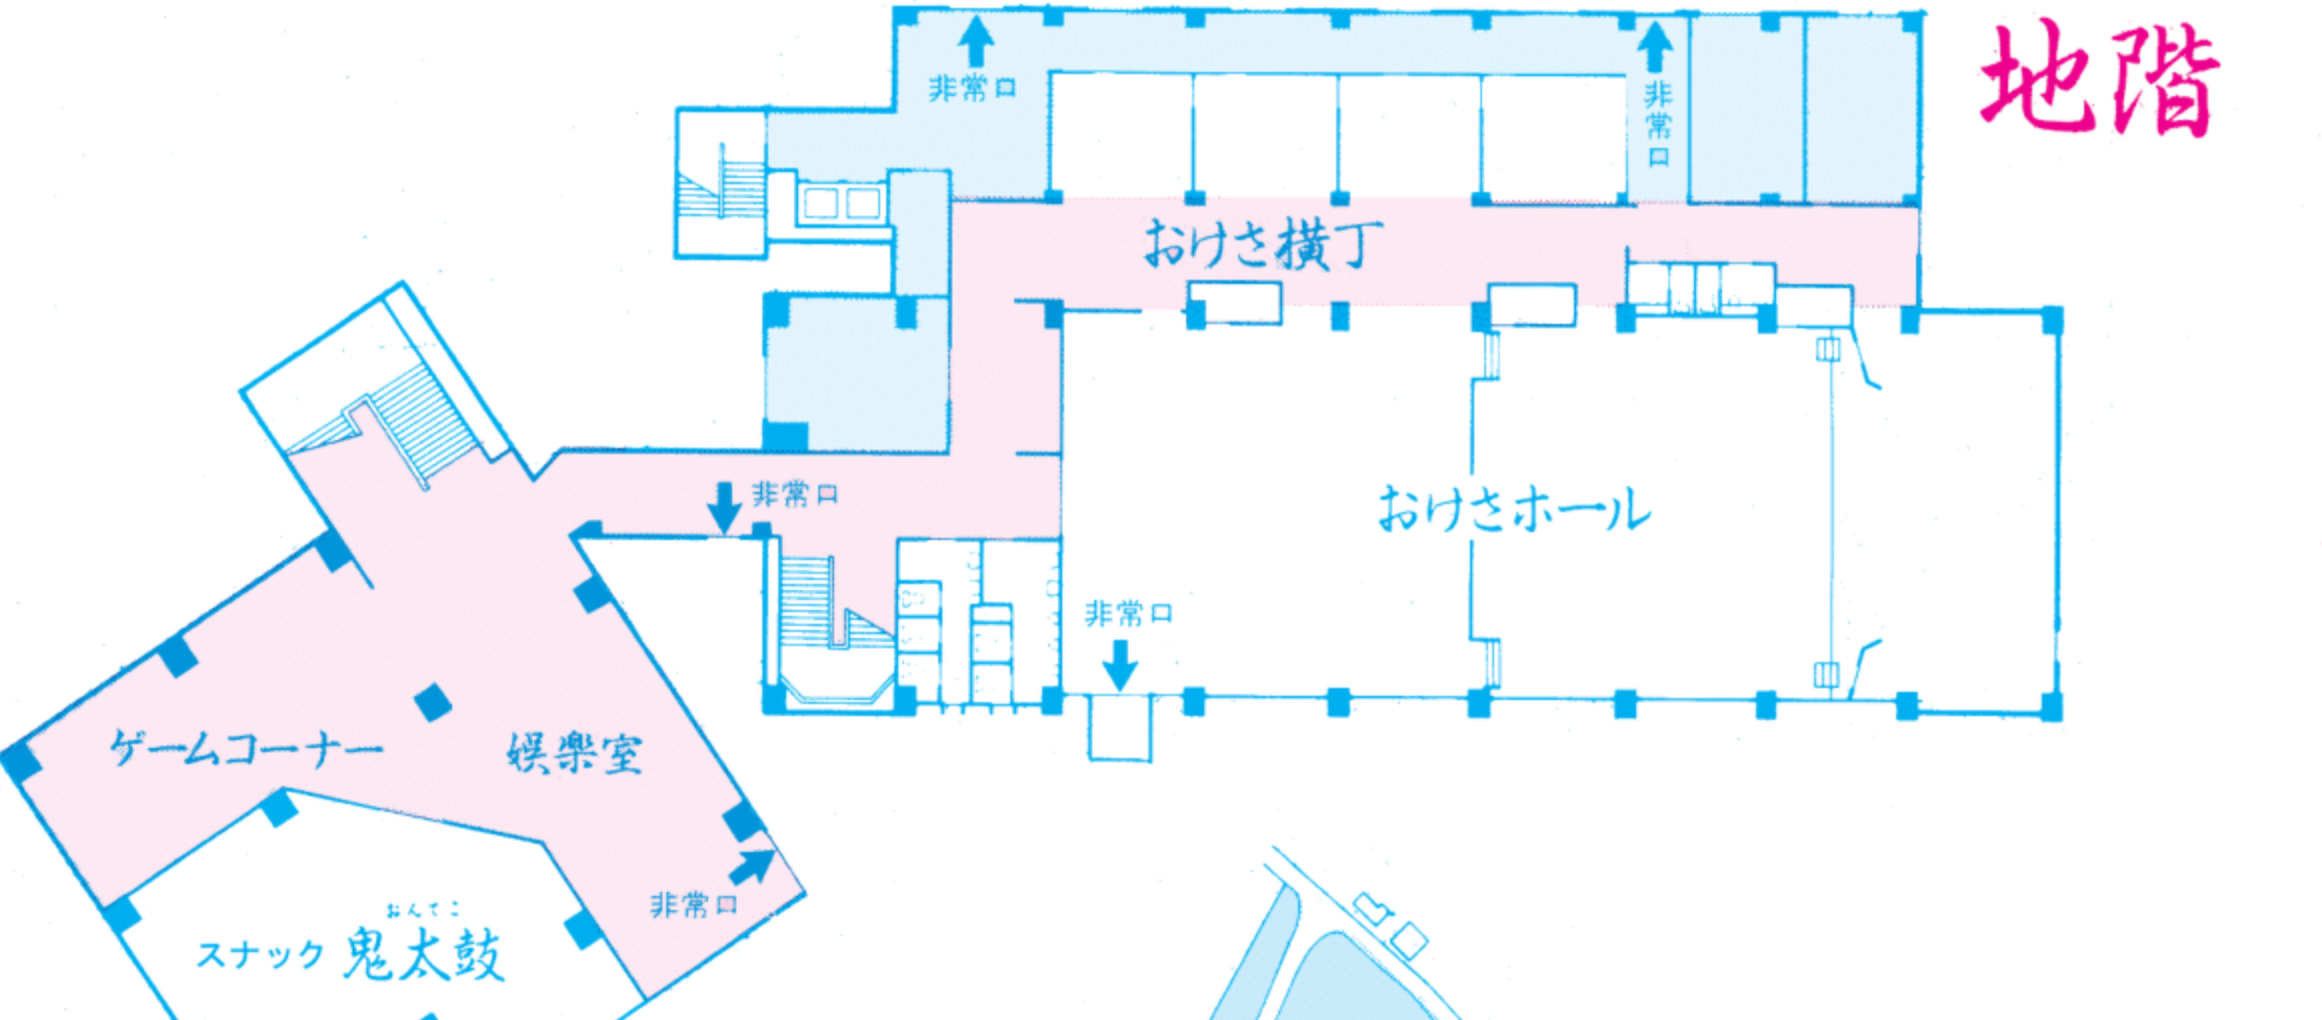 地階
非常口
非常口
おけさ横丁
非常口
おけさホール
非常口
ゲームコーナー
娯楽室
非常口
おんでこ
スナック 鬼太鼓